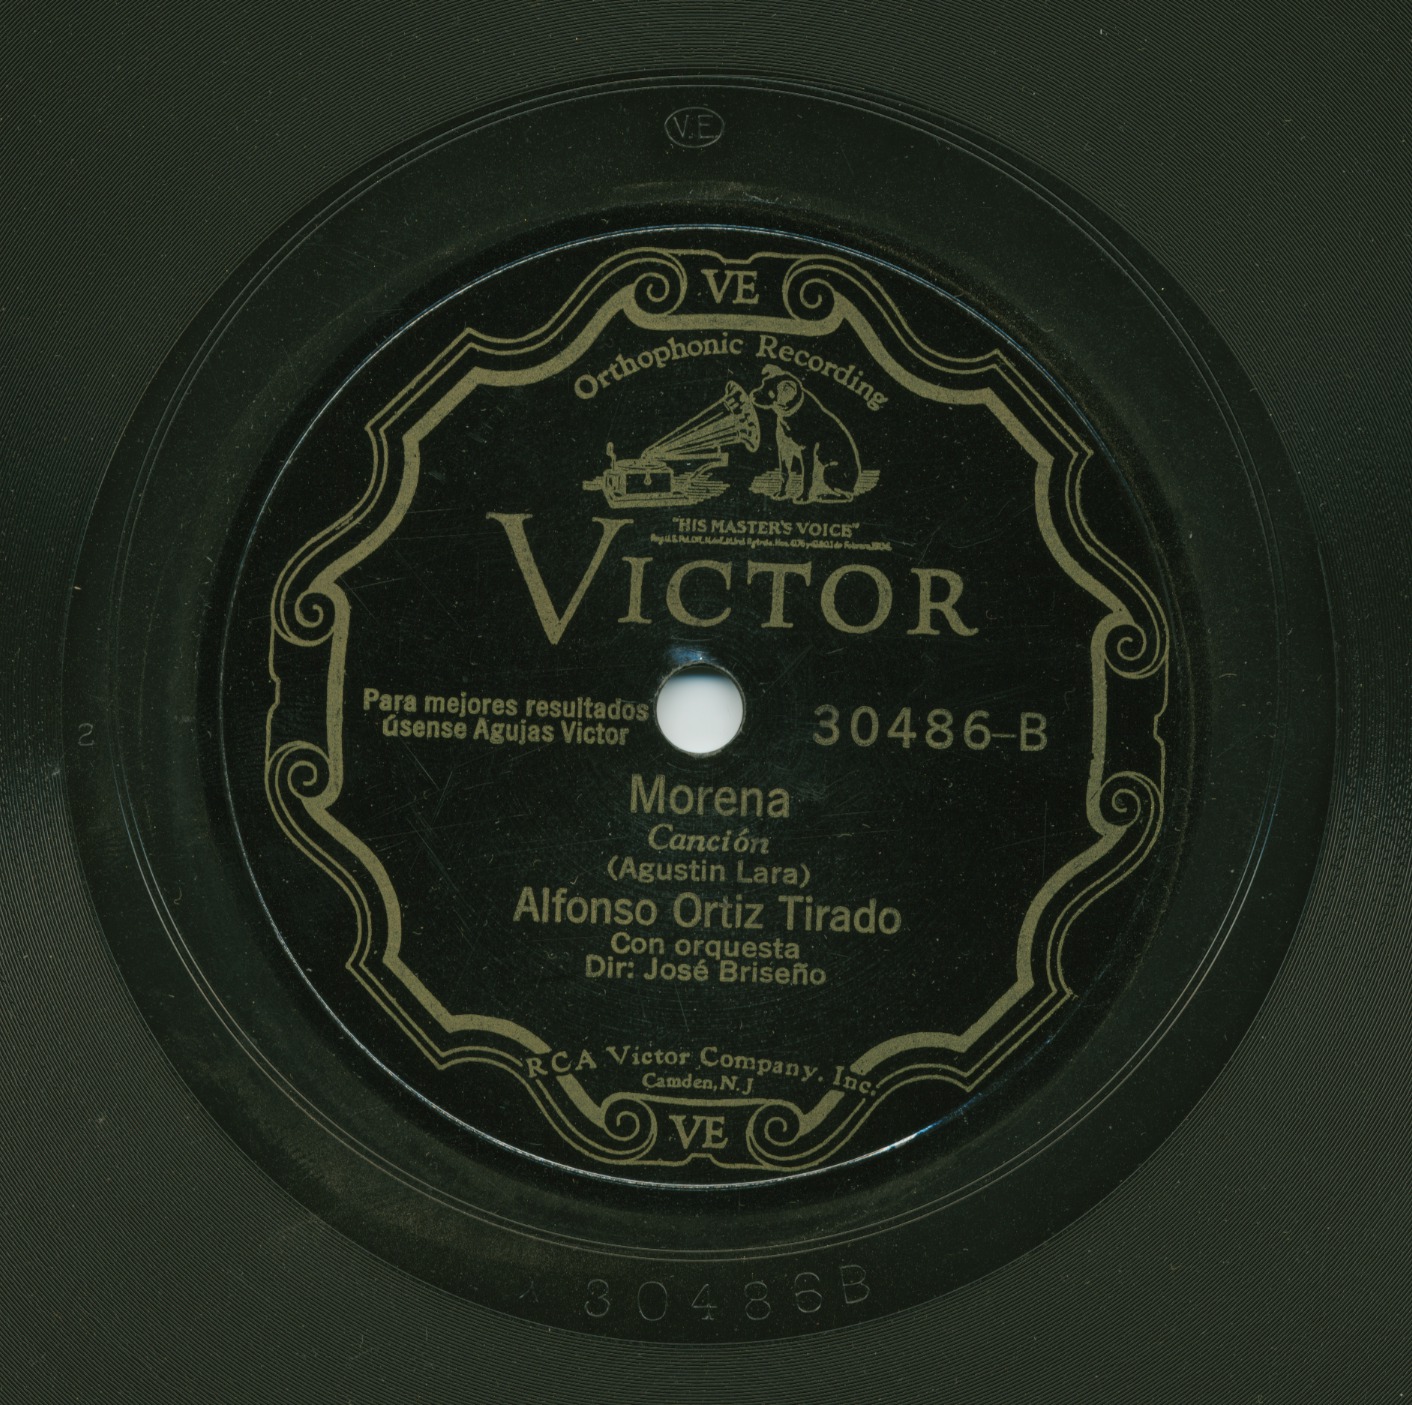 V.E.
VE
Orthophonic Recording
"HIS MASTER'S VOICE"
VICTOR
Para mejores resultados
úsense Agujas Victor
30486-B
Morena
Canción
(Agustin Lara)
Alfonso Ortiz Tirado
Con orquesta
Dir: José Briseño
RCA Victor Company, Inc.
Camden, N. J
VE
2
30486B